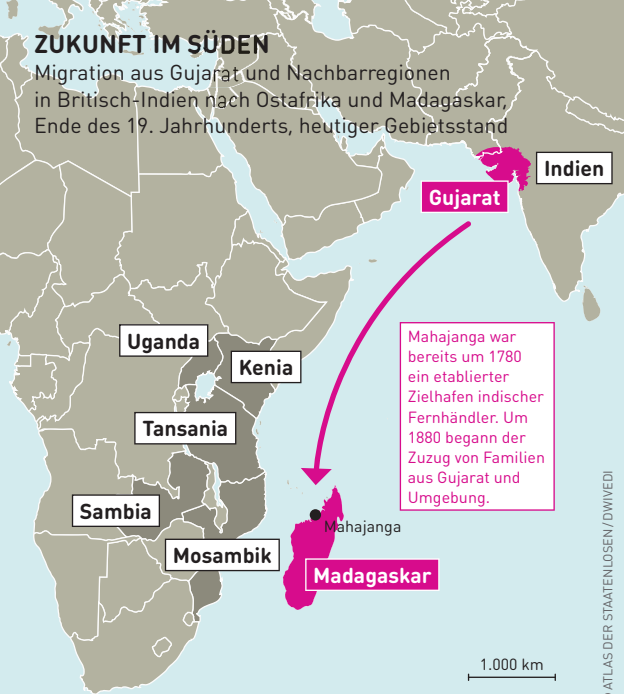 ZUKUNFT IM SÜDEN
Migration aus Gujarat und Nachbarregionen
in Britisch-Indien nach Ostafrika und Madagaskar,
Ende des 19. Jahrhunderts, heutiger Gebietsstand
Indien
Gujarat
Uganda
Kenia
Tansania
Sambia
Mosambik
Mahajanga war
bereits um 1780
ein etablierter
Zielhafen indischer
Fernhändler. Um
1880 begann der
Zuzug von Familien
aus Gujarat und
Umgebung.
Mahajanga
Madagaskar
1.000 km
ATLAS DER STAATENLOSEN / DWIVEDI